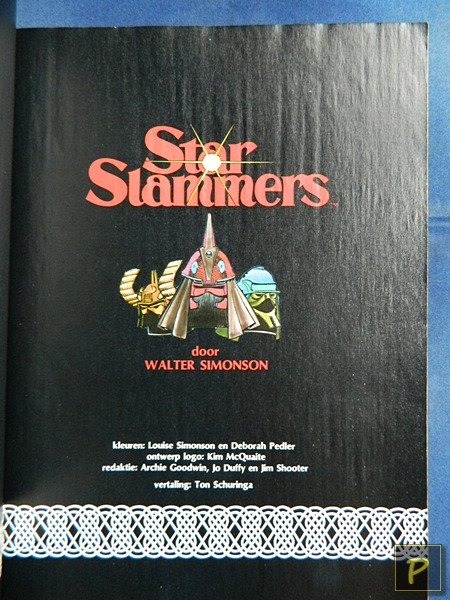 Star
Slammers™
door
WALTER SIMONSON
kleuren: Louise Simonson en Deborah Pedler
ontwerp logo: Kim McQuaite
redaktie: Archie Goodwin, Jo Duffy en Jim Shooter
vertaling: Ton Schuringa
P